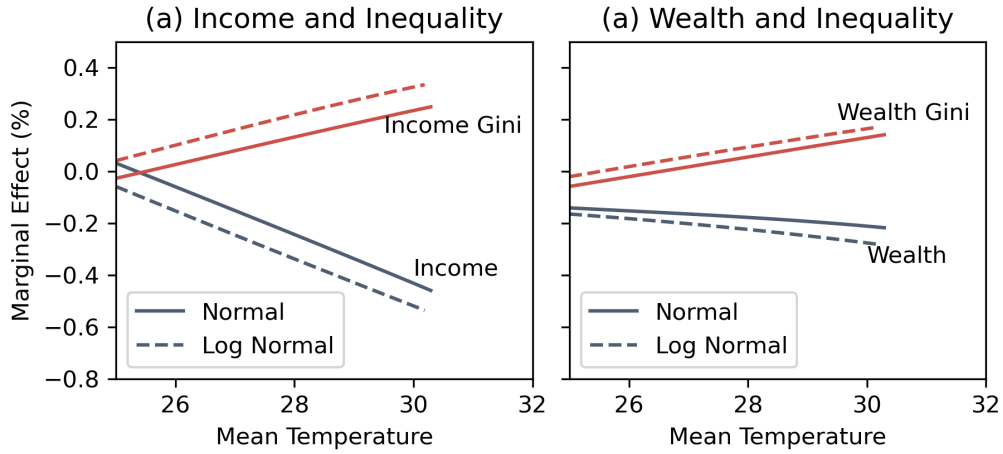 (a) Income and Inequality
Marginal Effect (%)
0.4
0.2
0.0
−0.2
−0.4
−0.6
−0.8
Income Gini
Income
Normal
Log Normal
26
28
30
32
Mean Temperature
(a) Wealth and Inequality
Wealth Gini
Wealth
Normal
Log Normal
26
28
30
32
Mean Temperature